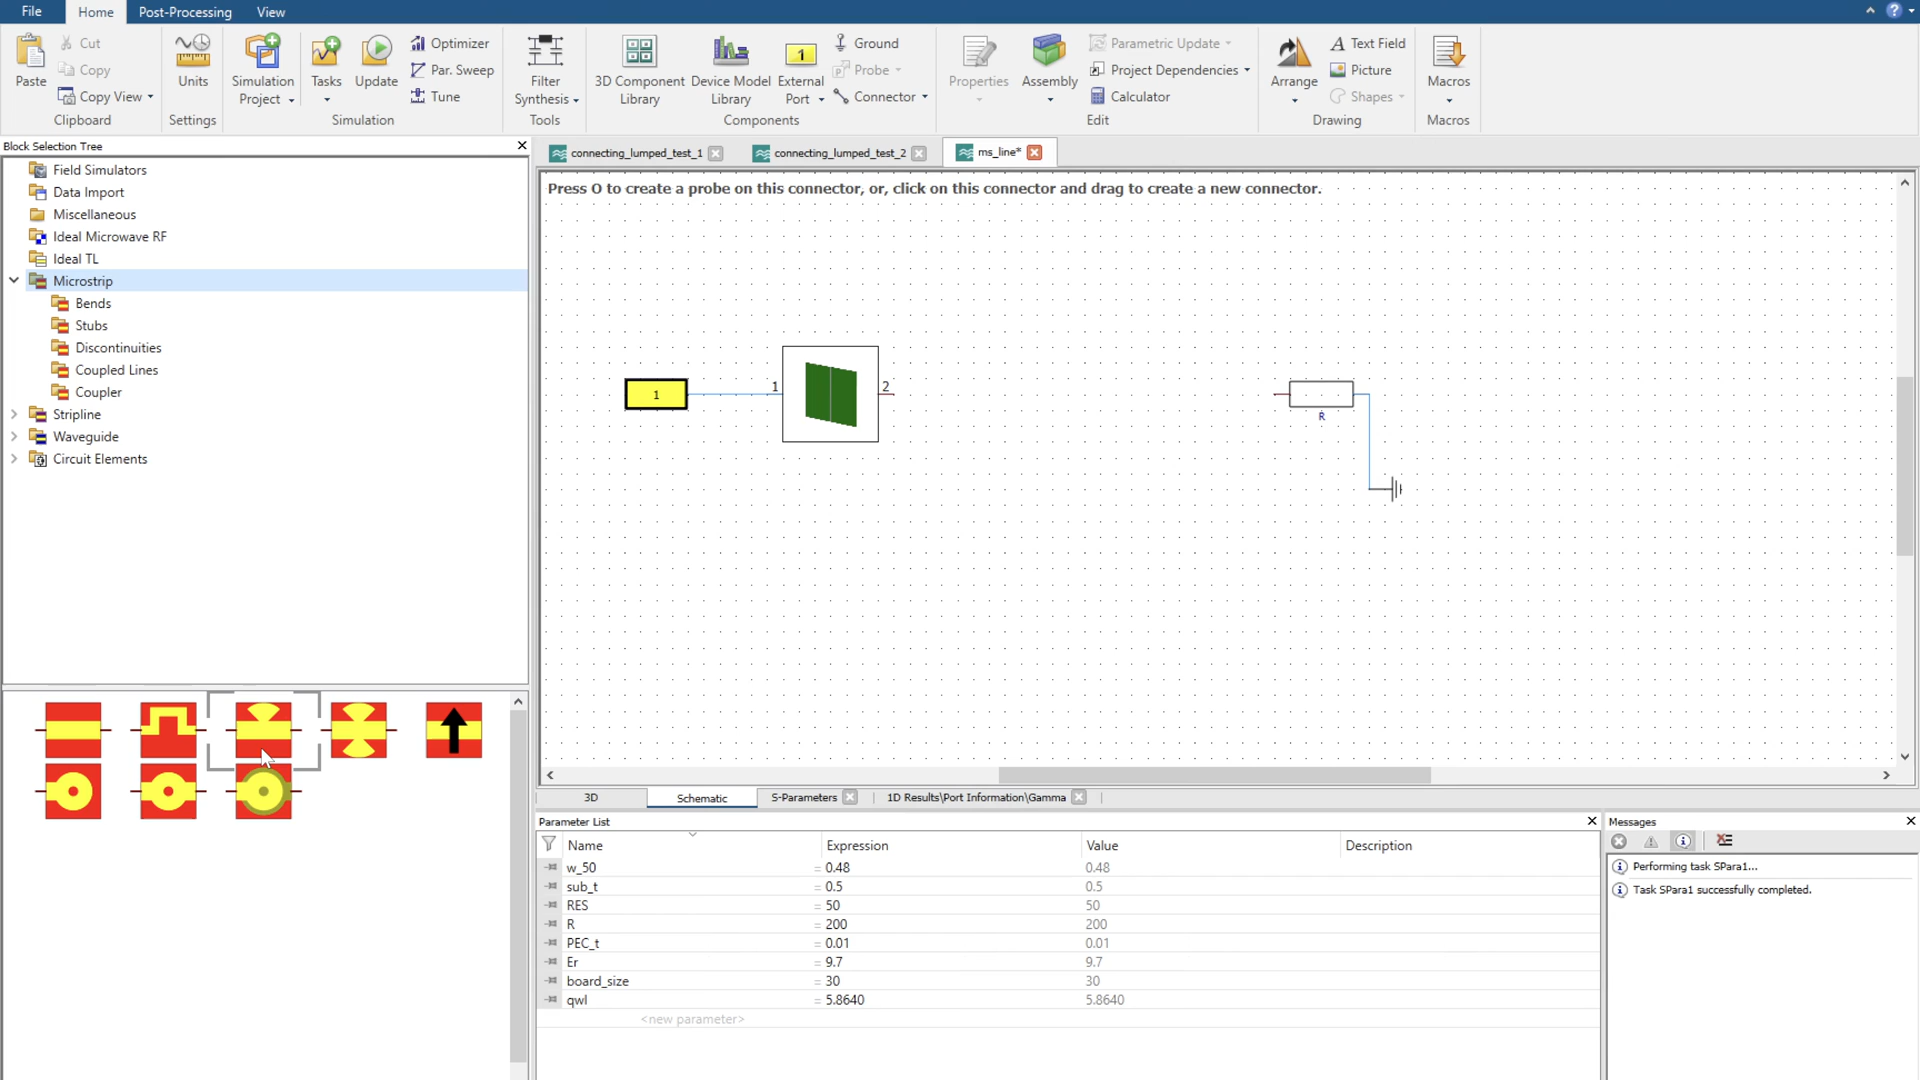 File Home Post-Processing View
Paste Cut Copy Copy View Clipboard
Units Settings
Simulation Project Tasks Update Optimizer Par. Sweep Tune Simulation
Filter Synthesis Tools
3D Component Library Device Model Library External Port 1 Ground Probe Connector Components
Properties Assembly Parametric Update Project Dependencies Calculator Edit
Arrange A Text Field Picture Shapes Drawing
Macros Macros
Block Selection Tree
Field Simulators
Data Import
Miscellaneous
Ideal Microwave RF
Ideal TL
Microstrip
Bends
Stubs
Discontinuities
Coupled Lines
Coupler
Stripline
Waveguide
Circuit Elements
connecting_lumped_test_1 connecting_lumped_test_2 ms_line*
Press O to create a probe on this connector, or, click on this connector and drag to create a new connector.
1 1 2
R
3D Schematic S-Parameters 1D Results\Port Information\Gamma
Parameter List
Name Expression Value Description
w_50 = 0.48 0.48
sub_t = 0.5 0.5
RES = 50 50
R = 200 200
PEC_t = 0.01 0.01
Er = 9.7 9.7
board_size = 30 30
qwl = 5.8640 5.8640
<new parameter>
Messages
Performing task SPara1...
Task SPara1 successfully completed.